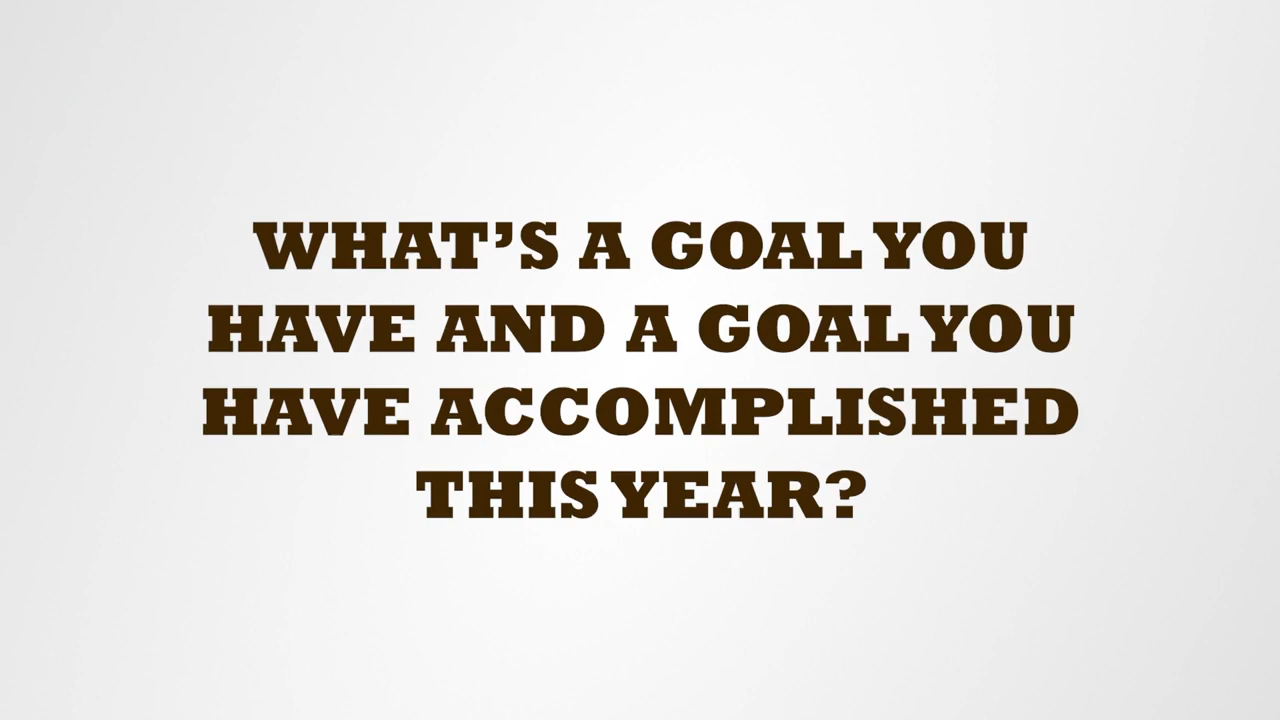 WHAT’S A GOAL YOU
HAVE AND A GOAL YOU
HAVE ACCOMPLISHED
THIS YEAR?